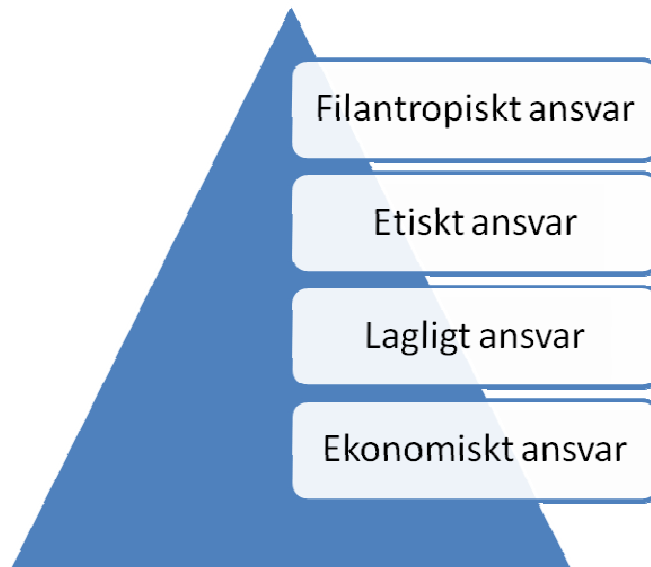 Filantropiskt ansvar
Etiskt ansvar
Lagligt ansvar
Ekonomiskt ansvar